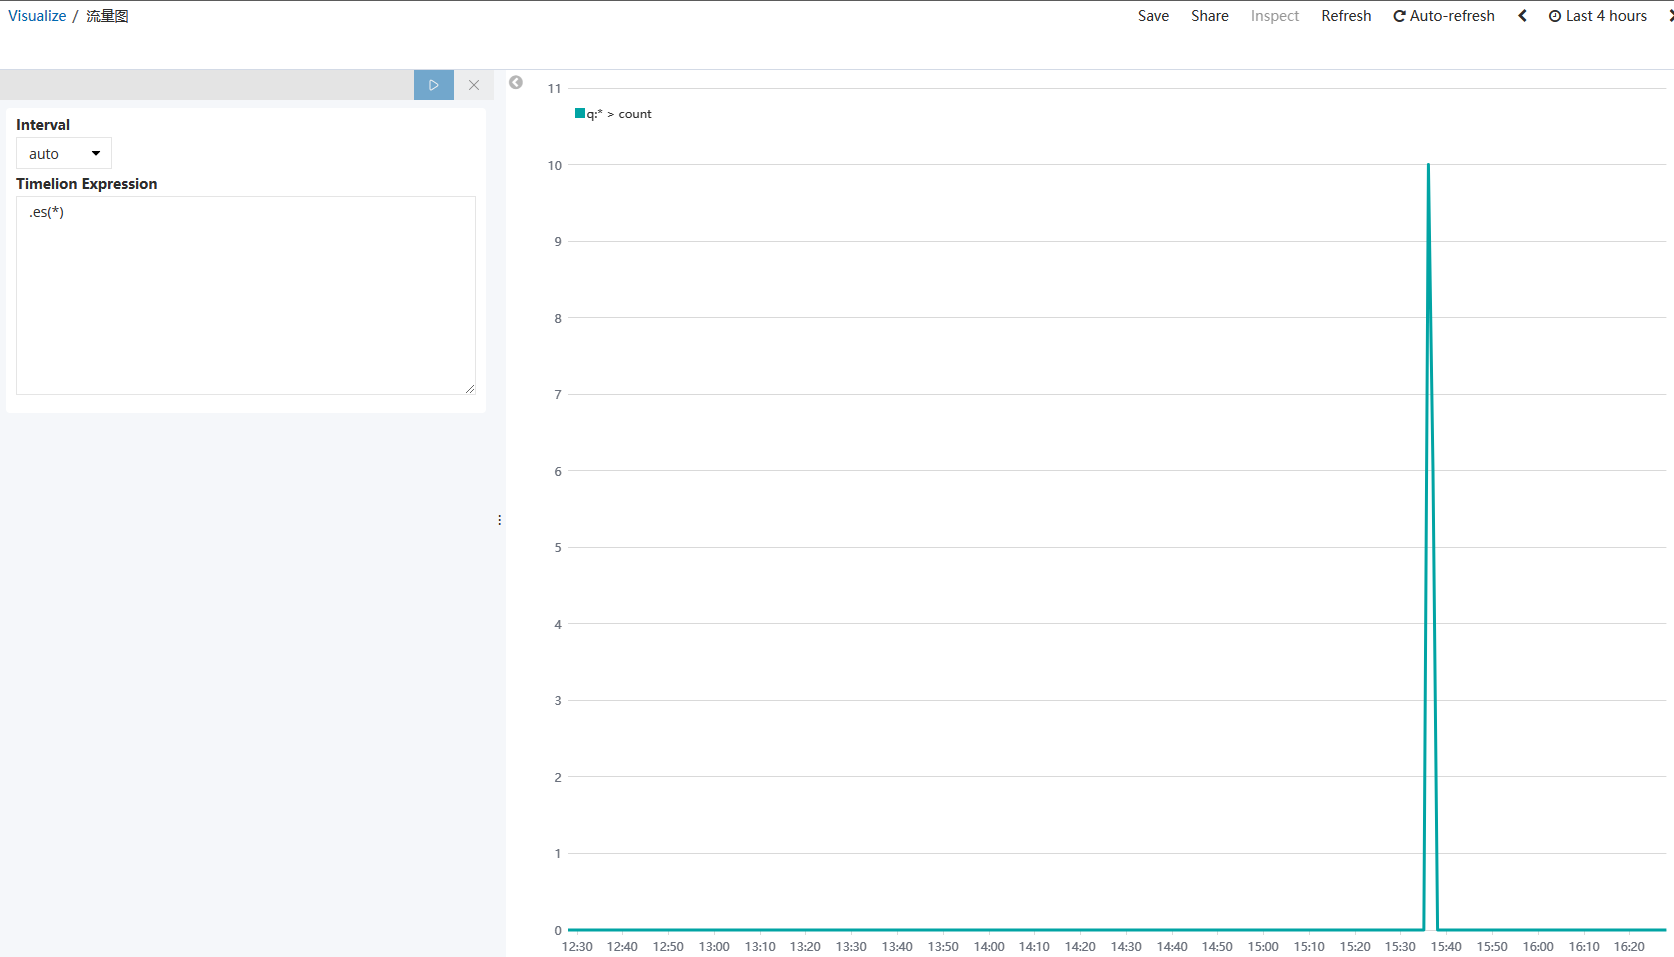 Visualize / 流量图
Save Share Inspect Refresh Auto-refresh Last 4 hours
Interval
auto
Timelion Expression
.es(*)
q:* > count
11
10
9
8
7
6
5
4
3
2
1
0
12:30 12:40 12:50 13:00 13:10 13:20 13:30 13:40 13:50 14:00 14:10 14:20 14:30 14:40 14:50 15:00 15:10 15:20 15:30 15:40 15:50 16:00 16:10 16:20